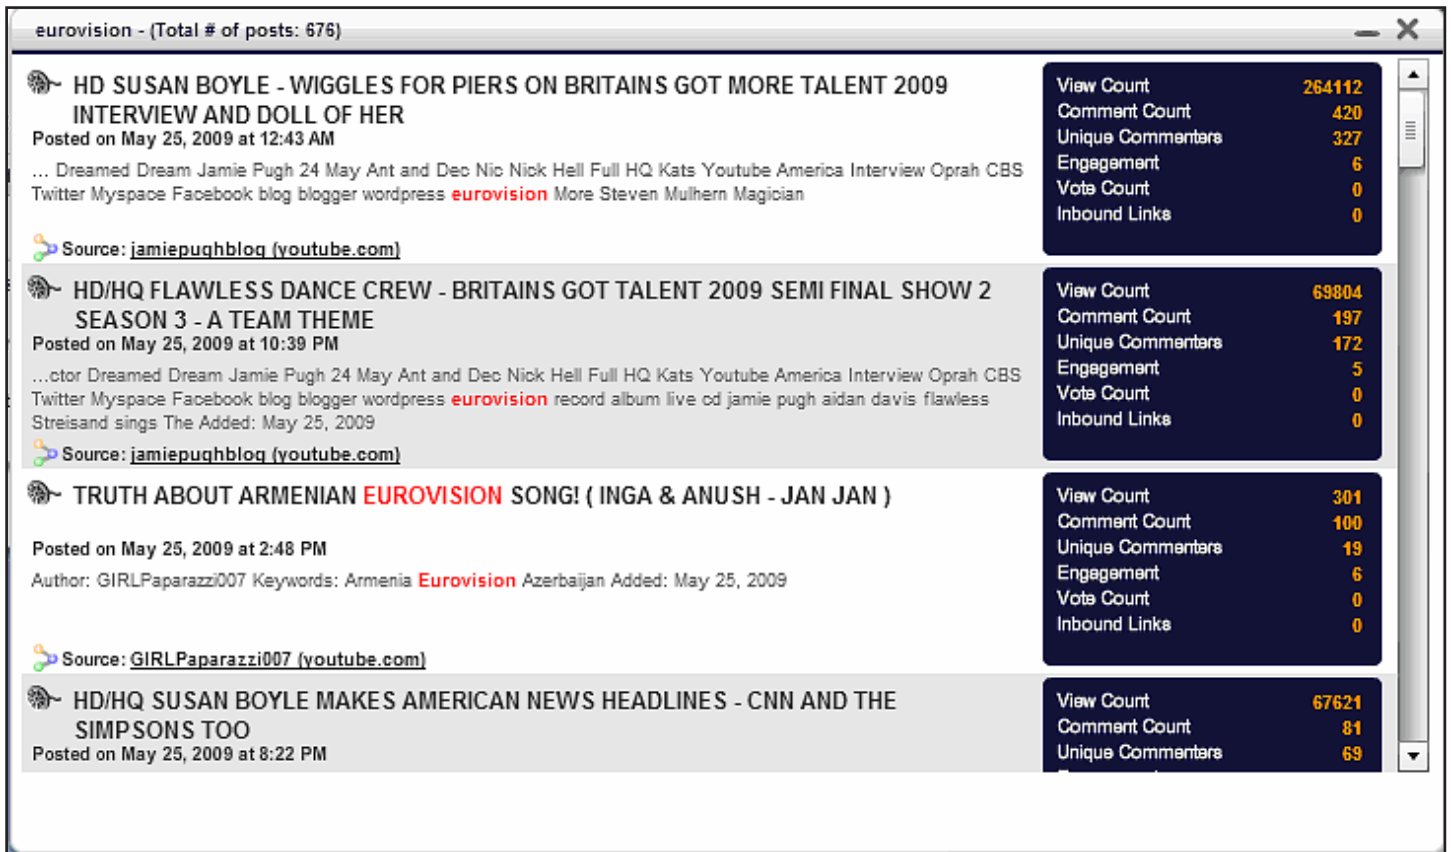 eurovision - (Total # of posts: 676)
HD SUSAN BOYLE - WIGGLES FOR PIERS ON BRITAINS GOT MORE TALENT 2009
INTERVIEW AND DOLL OF HER
Posted on May 25, 2009 at 12:43 AM
... Dreamed Dream Jamie Pugh 24 May Ant and Dec Nic Nick Hell Full HQ Kats Youtube America Interview Oprah CBS
Twitter Myspace Facebook blog blogger wordpress eurovision More Steven Mulhern Magician
Source: jamiepughblog (youtube.com)
View Count 264112
Comment Count 420
Unique Commenters 327
Engagement 6
Vote Count 0
Inbound Links 0
HD/HQ FLAWLESS DANCE CREW - BRITAINS GOT TALENT 2009 SEMI FINAL SHOW 2
SEASON 3 - A TEAM THEME
Posted on May 25, 2009 at 10:39 PM
...ctor Dreamed Dream Jamie Pugh 24 May Ant and Dec Nick Hell Full HQ Kats Youtube America Interview Oprah CBS
Twitter Myspace Facebook blog blogger wordpress eurovision record album live cd jamie pugh aidan davis flawless
Streisand sings The Added: May 25, 2009
Source: jamiepughblog (youtube.com)
View Count 69804
Comment Count 197
Unique Commenters 172
Engagement 5
Vote Count 0
Inbound Links 0
TRUTH ABOUT ARMENIAN EUROVISION SONG! ( INGA & ANUSH - JAN JAN )
Posted on May 25, 2009 at 2:48 PM
Author: GIRLPaparazzi007 Keywords: Armenia Eurovision Azerbaijan Added: May 25, 2009
Source: GIRLPaparazzi007 (youtube.com)
View Count 301
Comment Count 100
Unique Commenters 19
Engagement 6
Vote Count 0
Inbound Links 0
HD/HQ SUSAN BOYLE MAKES AMERICAN NEWS HEADLINES - CNN AND THE
SIMPSONS TOO
Posted on May 25, 2009 at 8:22 PM
View Count 67621
Comment Count 81
Unique Commenters 69